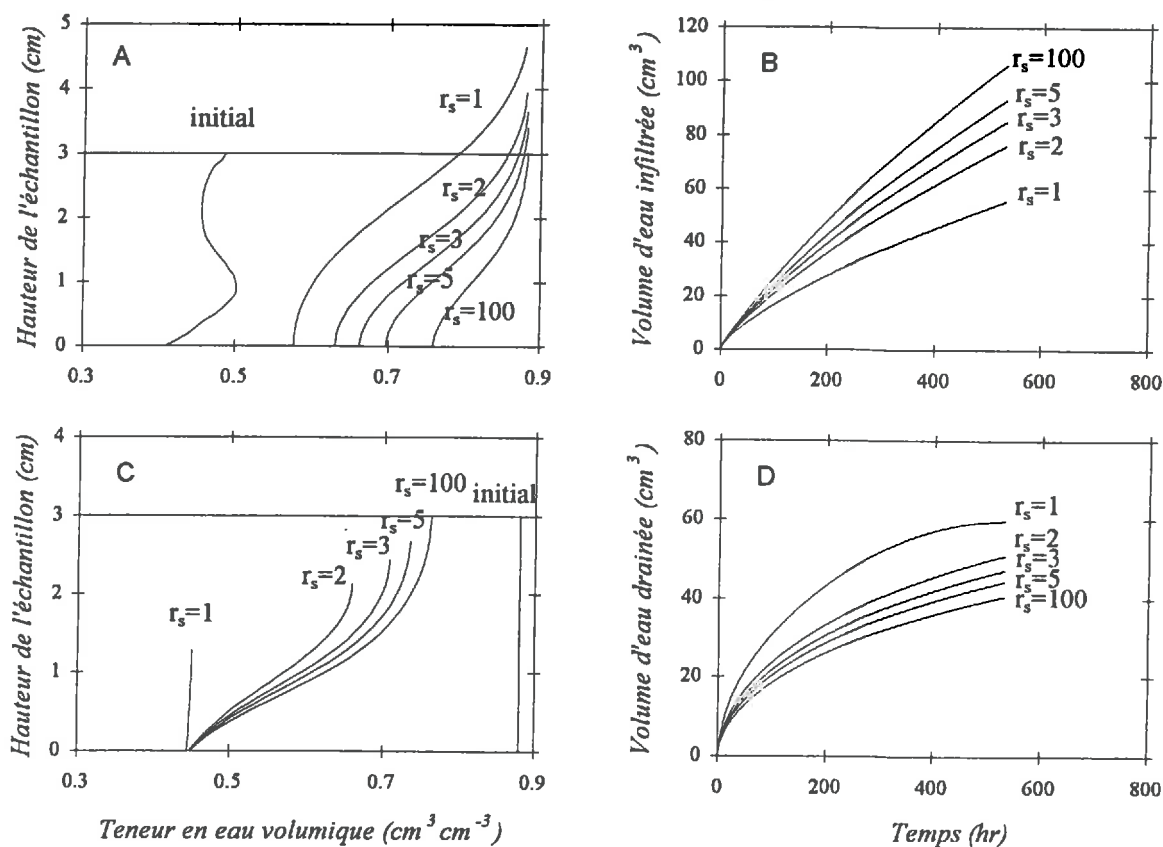 A
Hauteur de l'échantillon (cm)
5
4
3
2
1
0
initial
r_s=1
r_s=2
r_s=3
r_s=5
r_s=100
0.3
0.5
0.7
0.9
B
Volume d'eau infiltrée (cm³)
120
100
80
60
40
20
0
r_s=100
r_s=5
r_s=3
r_s=2
r_s=1
0
200
400
600
800
C
Hauteur de l'échantillon (cm)
4
3
2
1
0
r_s=100
initial
r_s=5
r_s=3
r_s=2
r_s=1
0.3
0.5
0.7
0.9
Teneur en eau volumique (cm³ cm⁻³)
D
Volume d'eau drainée (cm³)
80
60
40
20
0
r_s=1
r_s=2
r_s=3
r_s=5
r_s=100
0
200
400
600
800
Temps (hr)